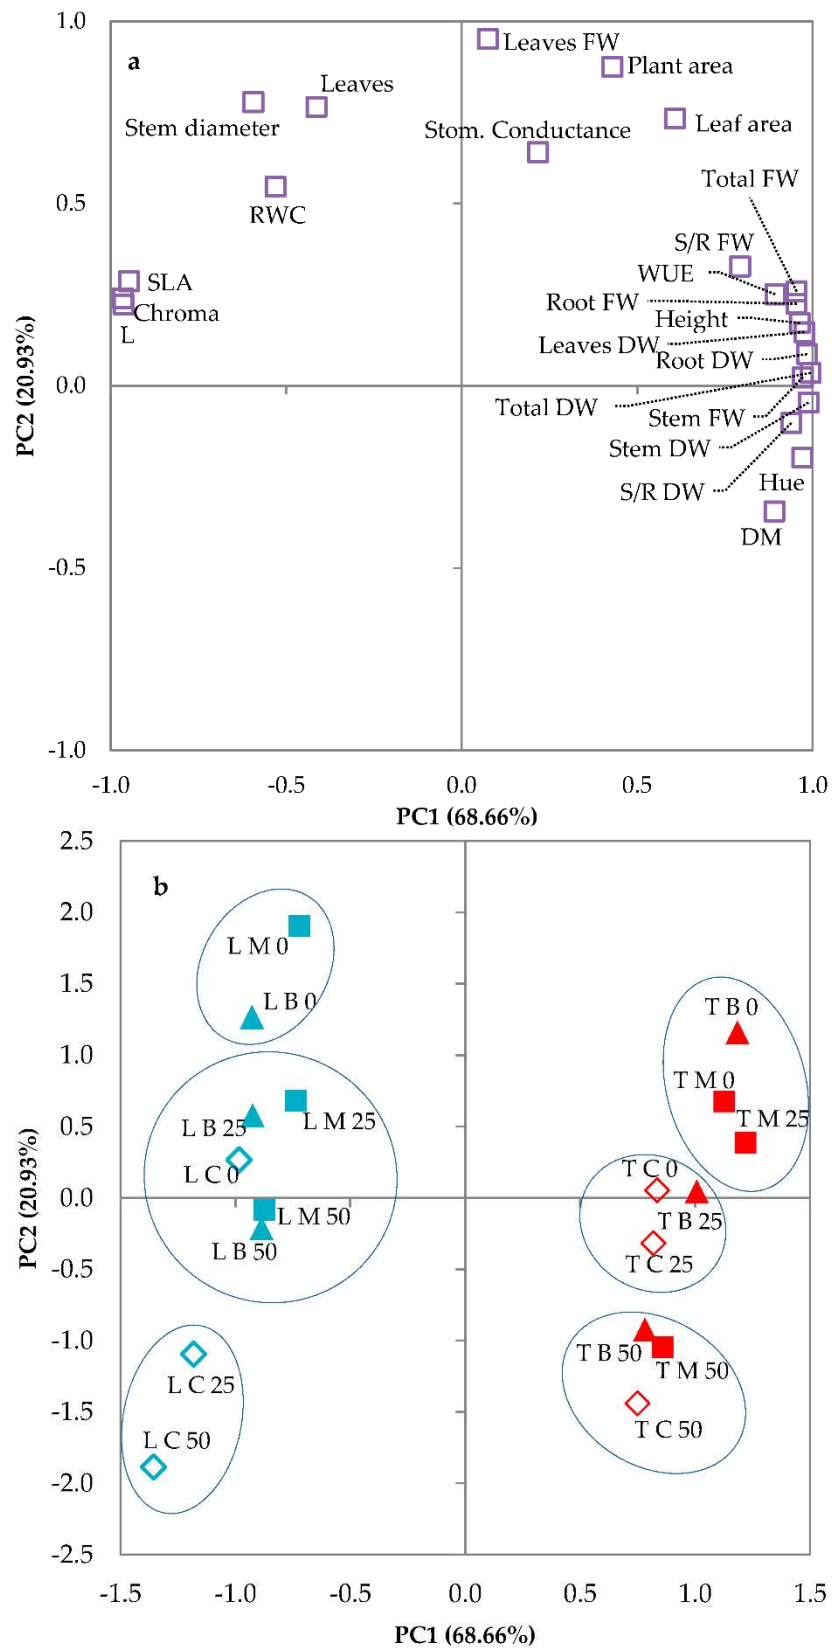 1.0
a
Leaves FW
Plant area
Leaves
Stem diameter
Stom. Conductance
Leaf area
Total FW
0.5
RWC
S/R FW
WUE
SLA
Root FW
Chroma
Height
L
Leaves DW
Root DW
0.0
Total DW
Stem FW
Stem DW
S/R DW
Hue
DM
-0.5
-1.0
PC2 (20.93%)
-1.0 -0.5 0.0 0.5 1.0
PC1 (68.66%)
2.5
b
2.0
L M 0
1.5
L B 0
T B 0
1.0
T M 0
L M 25
T M 25
0.5
L B 25
L C 0
T C 0
0.0
L M 50
T B 25
L B 50
T C 25
-0.5
-1.0
T B 50
T M 50
L C 25
-1.5
T C 50
L C 50
-2.0
-2.5
PC2 (20.93%)
-1.5 -1.0 -0.5 0.0 0.5 1.0 1.5
PC1 (68.66%)